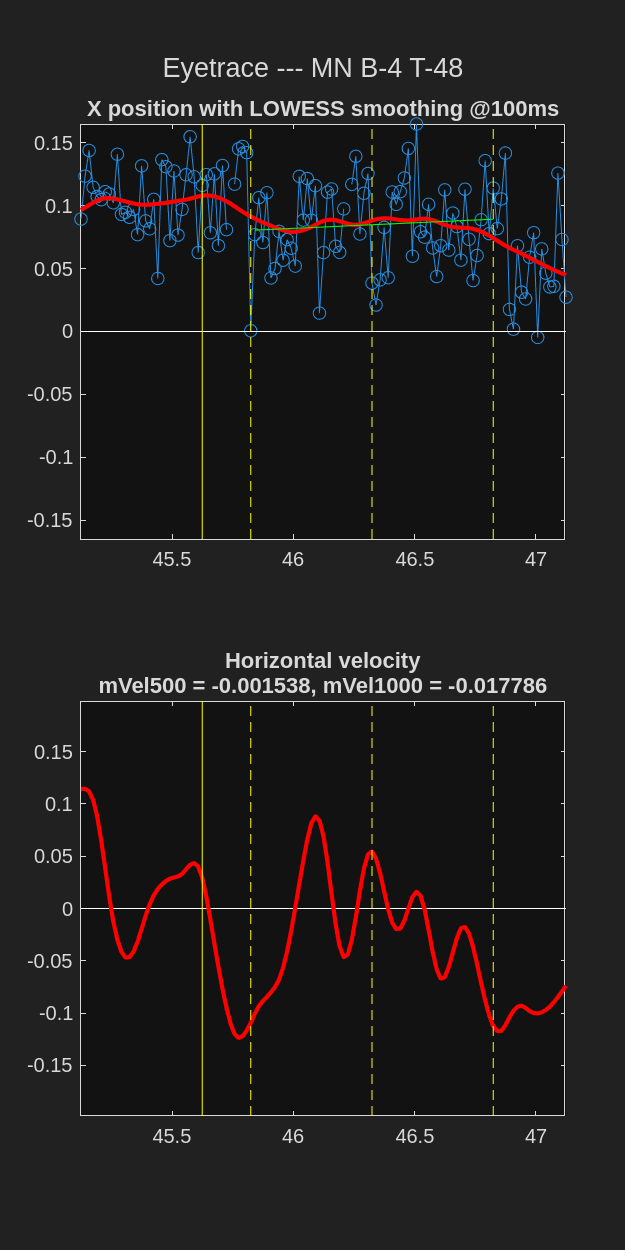 Eyetrace --- MN B-4 T-48
X position with LOWESS smoothing @100ms
0.15
0.1
0.05
0
-0.05
-0.1
-0.15
45.5 46 46.5 47
Horizontal velocity
mVel500 = -0.001538, mVel1000 = -0.017786
0.15
0.1
0.05
0
-0.05
-0.1
-0.15
45.5 46 46.5 47